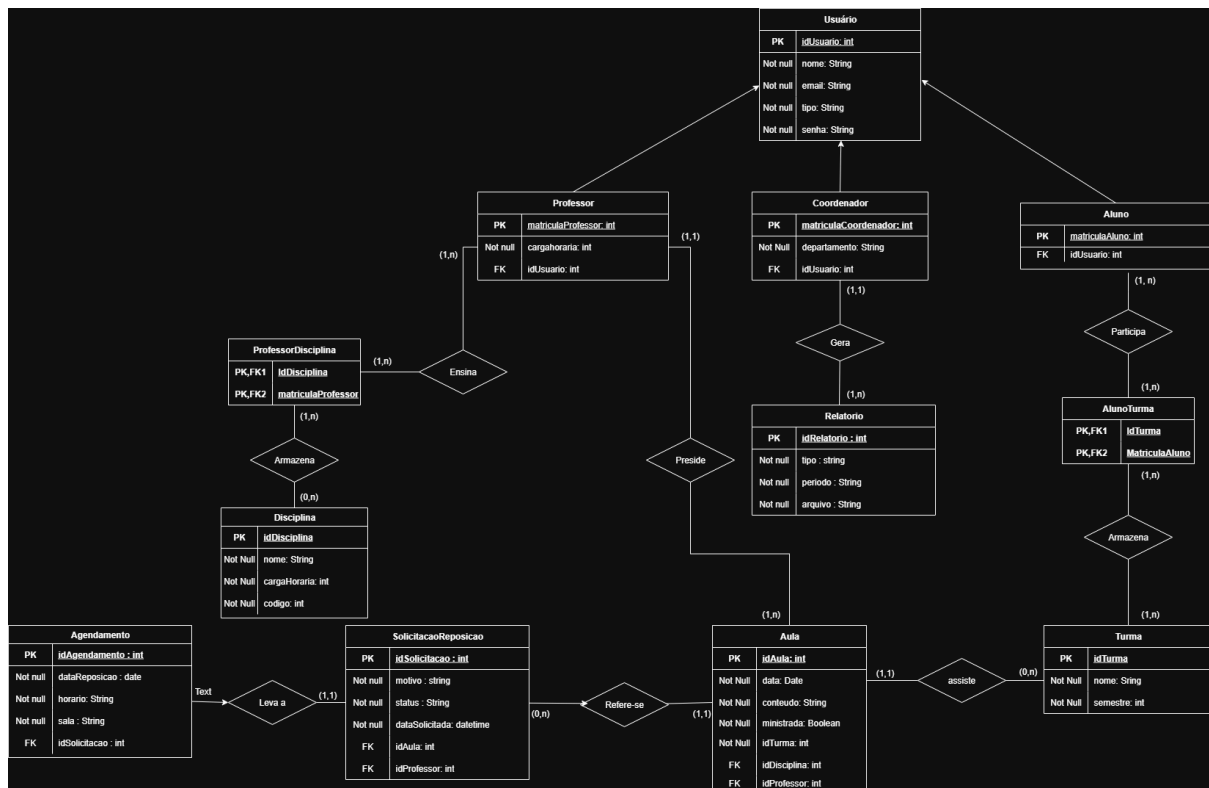 Usuário
PK idUsuario: int
Not null nome: String
Not null email: String
Not null tipo: String
Not null senha: String
Professor
PK matriculaProfessor: int
Not null cargahoraria: int
FK idUsuario: int
Coordenador
PK matriculaCoordenador: int
Not Null departamento: String
FK idUsuario: int
Aluno
PK matriculaAluno: int
FK idUsuario: int
(1,n)
(1,1)
(1,1)
(1, n)
Ensina
Gera
Participa
ProfessorDisciplina
PK,FK1 IdDisciplina
PK,FK2 matriculaProfessor
(1,n)
(1,n)
(1,n)
(1,n)
Relatorio
PK idRelatorio : int
Not null tipo : string
Not null periodo : String
Not null arquivo : String
AlunoTurma
PK,FK1 IdTurma
PK,FK2 MatriculaAluno
(1,n)
Armazena
Preside
Armazena
(0,n)
Disciplina
PK idDisciplina
Not Null nome: String
Not Null cargaHoraria: int
Not Null codigo: int
(1,n)
(1,n)
Agendamento
PK idAgendamento : int
Not null dataReposicao : date
Not null horario: String
Not null sala : String
FK idSolicitacao : int
Text
Leva a
(1,1)
SolicitacaoReposicao
PK idSolicitacao : int
Not null motivo : string
Not null status : String
Not null dataSolicitada: datetime
FK idAula: int
FK idProfessor: int
(0,n)
Refere-se
(1,1)
Aula
PK idAula: int
Not Null data: Date
Not Null conteudo: String
Not Null ministrada: Boolean
Not Null idTurma: int
FK idDisciplina: int
FK idProfessor: int
(1,1)
assiste
(0,n)
Turma
PK idTurma
Not Null nome: String
Not Null semestre: int